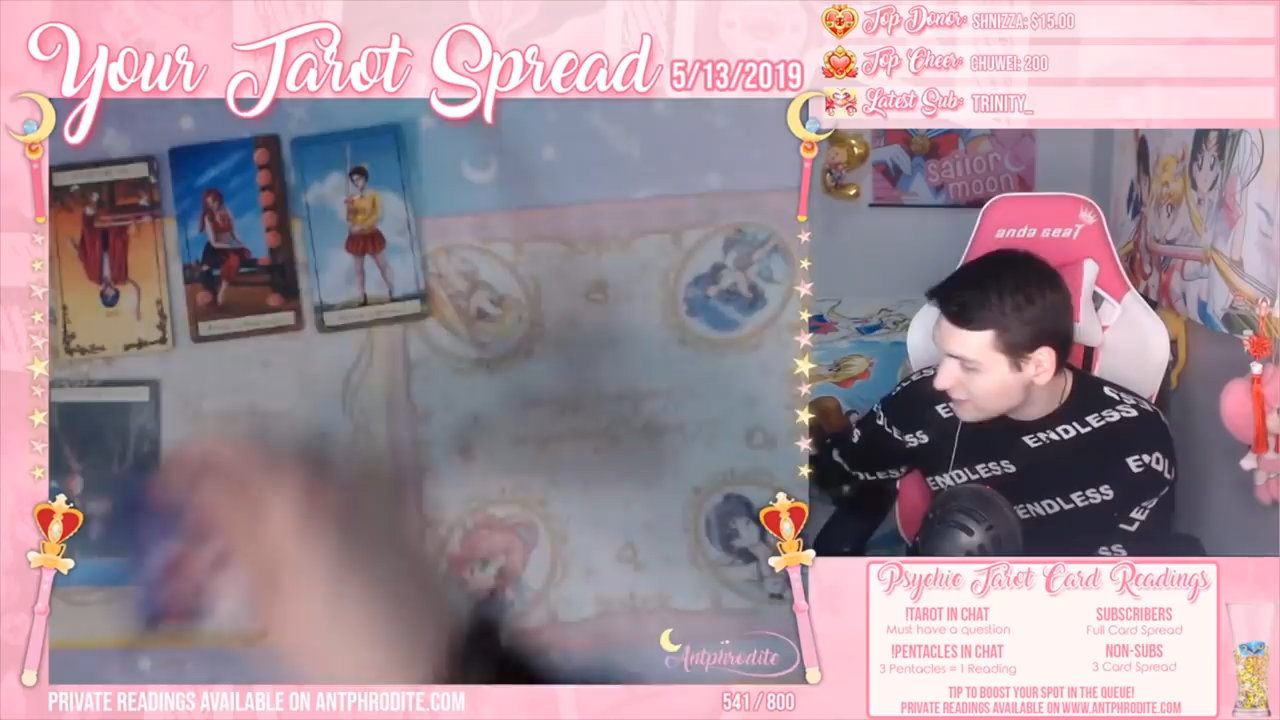 Your Tarot Spread 5/13/2019
Top Donor: SHNIZZA: $15.00
Top Cheer: CHUWEI: 200
Latest Sub: TRINITY_
sailor
moon
anda seaT
ENDLESS
ENDLESS
ENDLESS
ENDLESS
Antphrodite
PRIVATE READINGS AVAILABLE ON ANTPHRODITE.COM
541 / 800
Psychic Tarot Card Readings
!TAROT IN CHAT
Must have a question
SUBSCRIBERS
Full Card Spread
!PENTACLES IN CHAT
3 Pentacles = 1 Reading
NON-SUBS
3 Card Spread
TIP TO BOOST YOUR SPOT IN THE QUEUE!
PRIVATE READINGS AVAILABLE ON WWW.ANTPHRODITE.COM